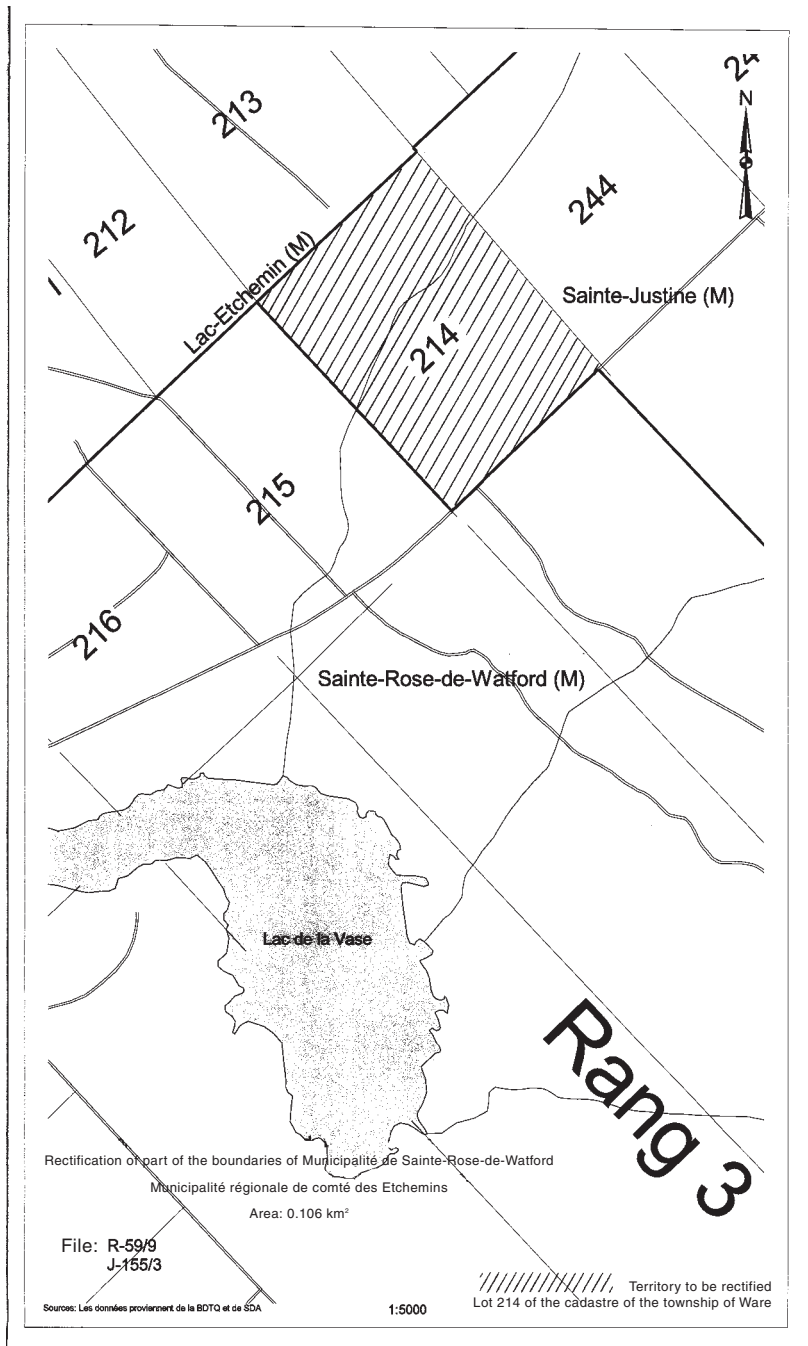 24
N
213
244
212
Lac-Etchemin (M)
Sainte-Justine (M)
214
215
216
Sainte-Rose-de-Watford (M)
Lac de la Vase
Rang 3
Rectification of part of the boundaries of Municipalité de Sainte-Rose-de-Watford
Municipalité régionale de comté des Etchemins
Area: 0.106 km²
File: R-59/9
J-155/3
Territory to be rectified
Lot 214 of the cadastre of the township of Ware
Sources: Les données proviennent de la BDTQ et de SDA
1:5000